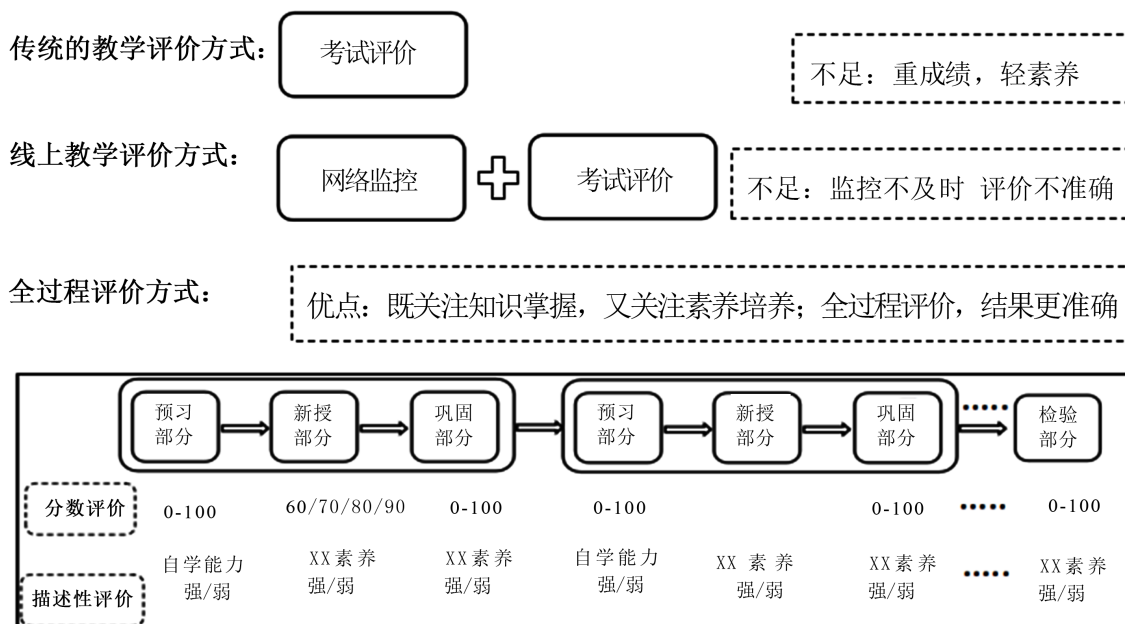 传统的教学评价方式：
考试评价
不足：重成绩，轻素养
线上教学评价方式：
网络监控
考试评价
不足：监控不及时 评价不准确
全过程评价方式：
优点：既关注知识掌握，又关注素养培养；全过程评价，结果更准确
预习
部分
新授
部分
巩固
部分
预习
部分
新授
部分
巩固
部分
检验
部分
分数评价
0-100
60/70/80/90
0-100
0-100
0-100
0-100
描述性评价
自学能力
强/弱
XX素养
强/弱
XX素养
强/弱
自学能力
强/弱
XX 素 养
强/弱
XX素养
强/弱
XX素养
强/弱